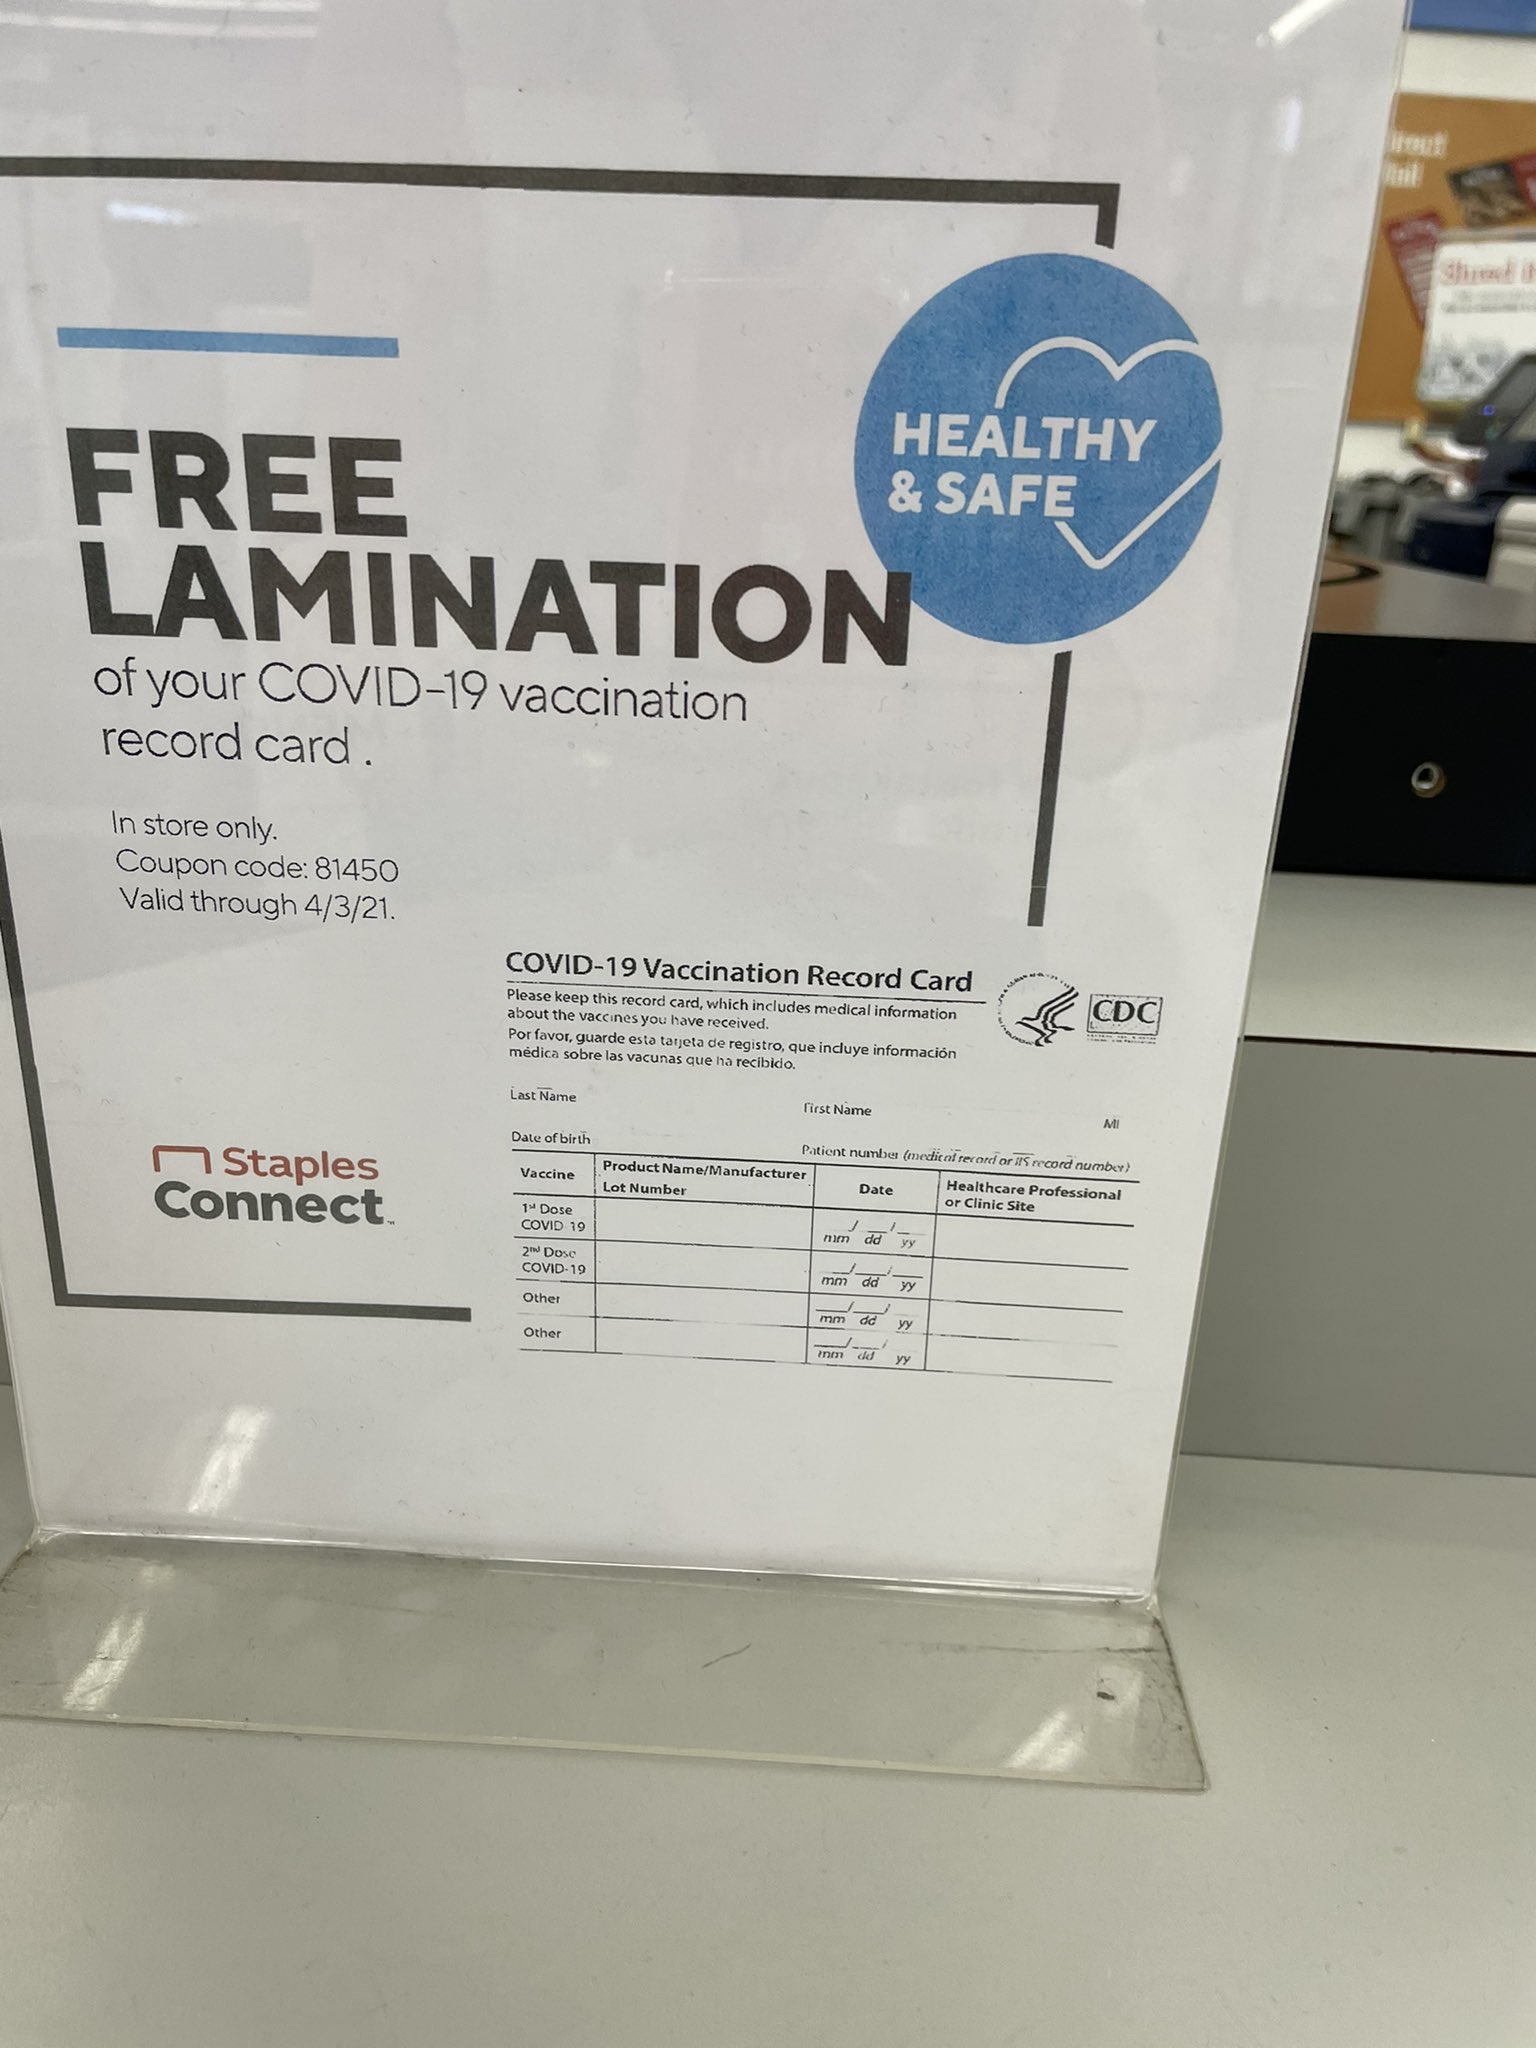 HEALTHY
& SAFE
FREE
LAMINATION
of your COVID-19 vaccination
record card .
In store only.
Coupon code: 81450
Valid through 4/3/21.
COVID-19 Vaccination Record Card
CDC
Please keep this record card, which includes medical information
about the vaccines you have received.
Por favor, guarde esta tarjeta de registro, que incluye información
médica sobre las vacunas que ha recibido.
Last Name First Name MI
Date of birth Patient number (medical record or IIS record number)
Vaccine Product Name/Manufacturer Date Healthcare Professional
Lot Number or Clinic Site
1st Dose
COVID-19 mm dd yy
2nd Dose
COVID-19 mm dd yy
Other mm dd yy
Other mm dd yy
Staples
Connect